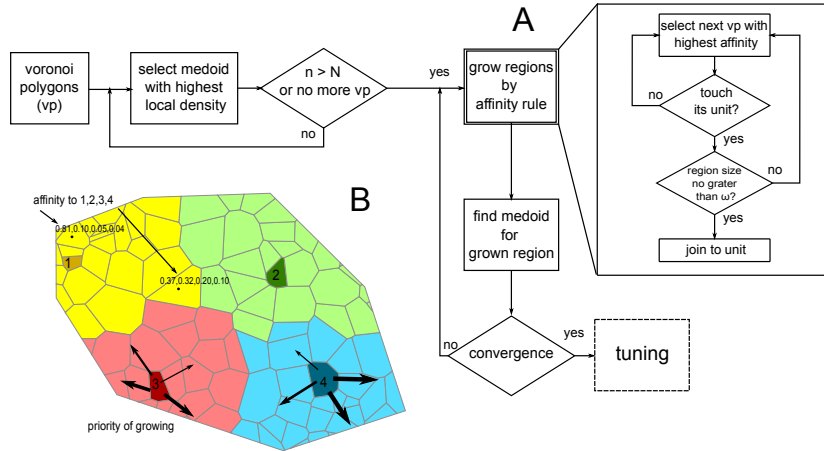 A
voronoi
polygons
(vp)
select medoid
with highest
local density
n > N
or no more vp
no
yes
grow regions
by
affinity rule
select next vp with
highest affinity
no
touch
its unit?
yes
region size
no grater
than ω?
no
yes
join to unit
find medoid
for
grown region
no
convergence
yes
tuning
B
affinity to 1,2,3,4
0.81,0.10,0.05,0.04
1
2
0.37,0.32,0.20,0.10
3
4
priority of growing